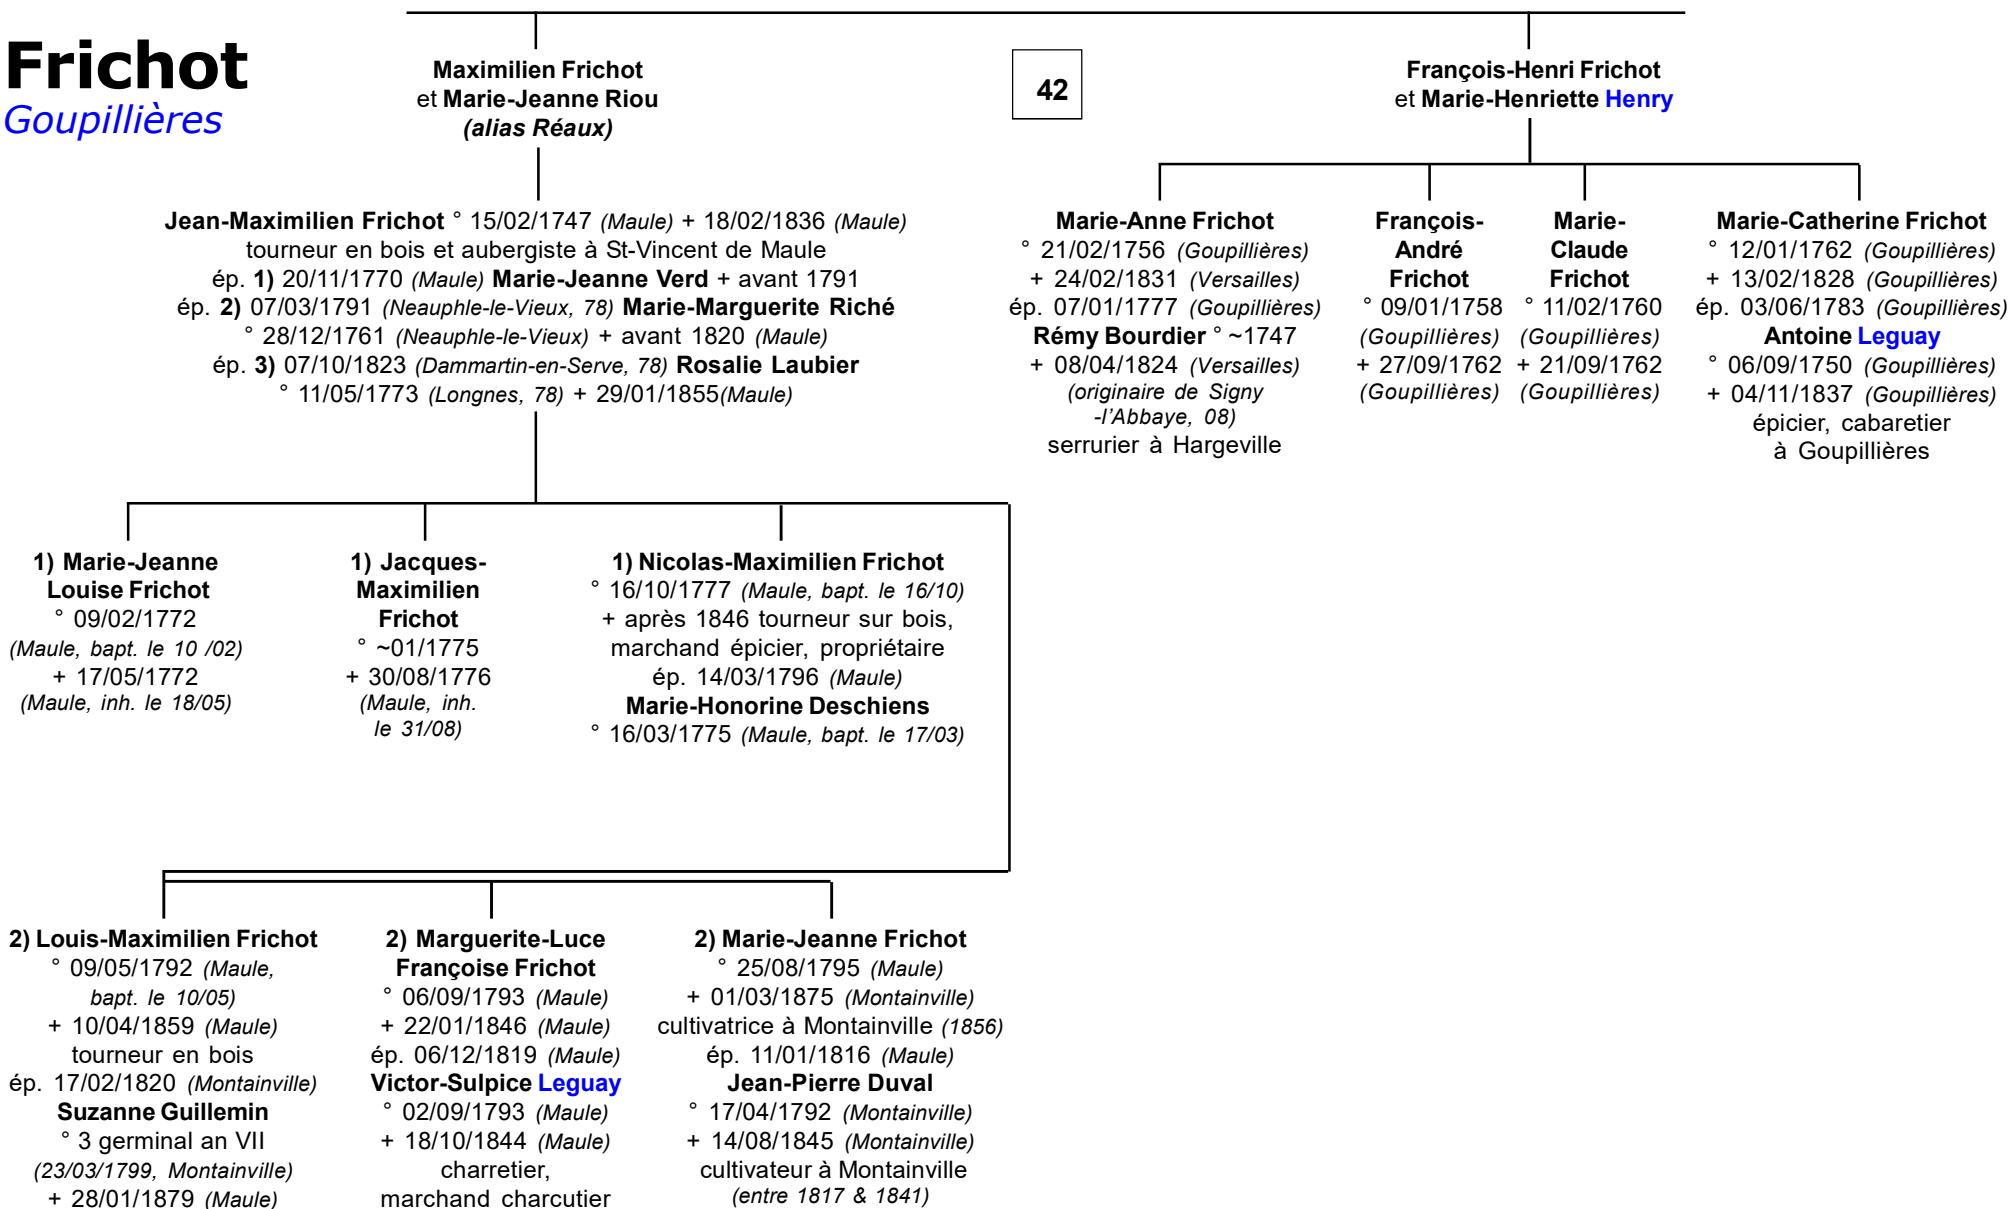 Frichot
Goupillières
Maximilien Frichot
et Marie-Jeanne Riou
(alias Réaux)
42
François-Henri Frichot
et Marie-Henriette Henry
Jean-Maximilien Frichot ° 15/02/1747 (Maule) + 18/02/1836 (Maule)
tourneur en bois et aubergiste à St-Vincent de Maule
ép. 1) 20/11/1770 (Maule) Marie-Jeanne Verd + avant 1791
ép. 2) 07/03/1791 (Neauphle-le-Vieux, 78) Marie-Marguerite Riché
° 28/12/1761 (Neauphle-le-Vieux) + avant 1820 (Maule)
ép. 3) 07/10/1823 (Dammartin-en-Serve, 78) Rosalie Laubier
° 11/05/1773 (Longnes, 78) + 29/01/1855(Maule)
Marie-Anne Frichot
° 21/02/1756 (Goupillières)
+ 24/02/1831 (Versailles)
ép. 07/01/1777 (Goupillières)
Rémy Bourdier ° ~1747
+ 08/04/1824 (Versailles)
(originaire de Signy
-l'Abbaye, 08)
serrurier à Hargeville
François-
André
Frichot
° 09/01/1758
(Goupillières)
+ 27/09/1762
(Goupillières)
Marie-
Claude
Frichot
° 11/02/1760
(Goupillières)
+ 21/09/1762
(Goupillières)
Marie-Catherine Frichot
° 12/01/1762 (Goupillières)
+ 13/02/1828 (Goupillières)
ép. 03/06/1783 (Goupillières)
Antoine Leguay
° 06/09/1750 (Goupillières)
+ 04/11/1837 (Goupillières)
épicier, cabaretier
à Goupillières
1) Marie-Jeanne
Louise Frichot
° 09/02/1772
(Maule, bapt. le 10 /02)
+ 17/05/1772
(Maule, inh. le 18/05)
1) Jacques-
Maximilien
Frichot
° ~01/1775
+ 30/08/1776
(Maule, inh.
le 31/08)
1) Nicolas-Maximilien Frichot
° 16/10/1777 (Maule, bapt. le 16/10)
+ après 1846 tourneur sur bois,
marchand épicier, propriétaire
ép. 14/03/1796 (Maule)
Marie-Honorine Deschiens
° 16/03/1775 (Maule, bapt. le 17/03)
2) Louis-Maximilien Frichot
° 09/05/1792 (Maule,
bapt. le 10/05)
+ 10/04/1859 (Maule)
tourneur en bois
ép. 17/02/1820 (Montainville)
Suzanne Guillemin
° 3 germinal an VII
(23/03/1799, Montainville)
+ 28/01/1879 (Maule)
2) Marguerite-Luce
Françoise Frichot
° 06/09/1793 (Maule)
+ 22/01/1846 (Maule)
ép. 06/12/1819 (Maule)
Victor-Sulpice Leguay
° 02/09/1793 (Maule)
+ 18/10/1844 (Maule)
charretier,
marchand charcutier
2) Marie-Jeanne Frichot
° 25/08/1795 (Maule)
+ 01/03/1875 (Montainville)
cultivatrice à Montainville (1856)
ép. 11/01/1816 (Maule)
Jean-Pierre Duval
° 17/04/1792 (Montainville)
+ 14/08/1845 (Montainville)
cultivateur à Montainville
(entre 1817 & 1841)